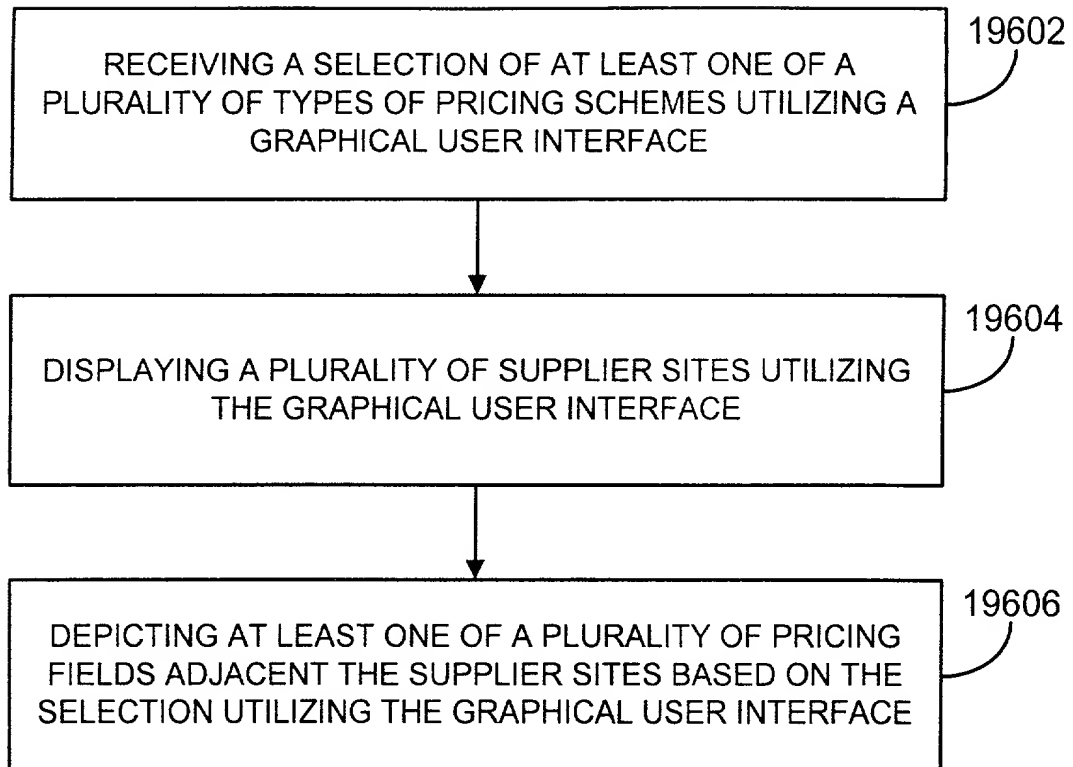 19602
RECEIVING A SELECTION OF AT LEAST ONE OF A
PLURALITY OF TYPES OF PRICING SCHEMES UTILIZING A
GRAPHICAL USER INTERFACE
19604
DISPLAYING A PLURALITY OF SUPPLIER SITES UTILIZING
THE GRAPHICAL USER INTERFACE
19606
DEPICTING AT LEAST ONE OF A PLURALITY OF PRICING
FIELDS ADJACENT THE SUPPLIER SITES BASED ON THE
SELECTION UTILIZING THE GRAPHICAL USER INTERFACE